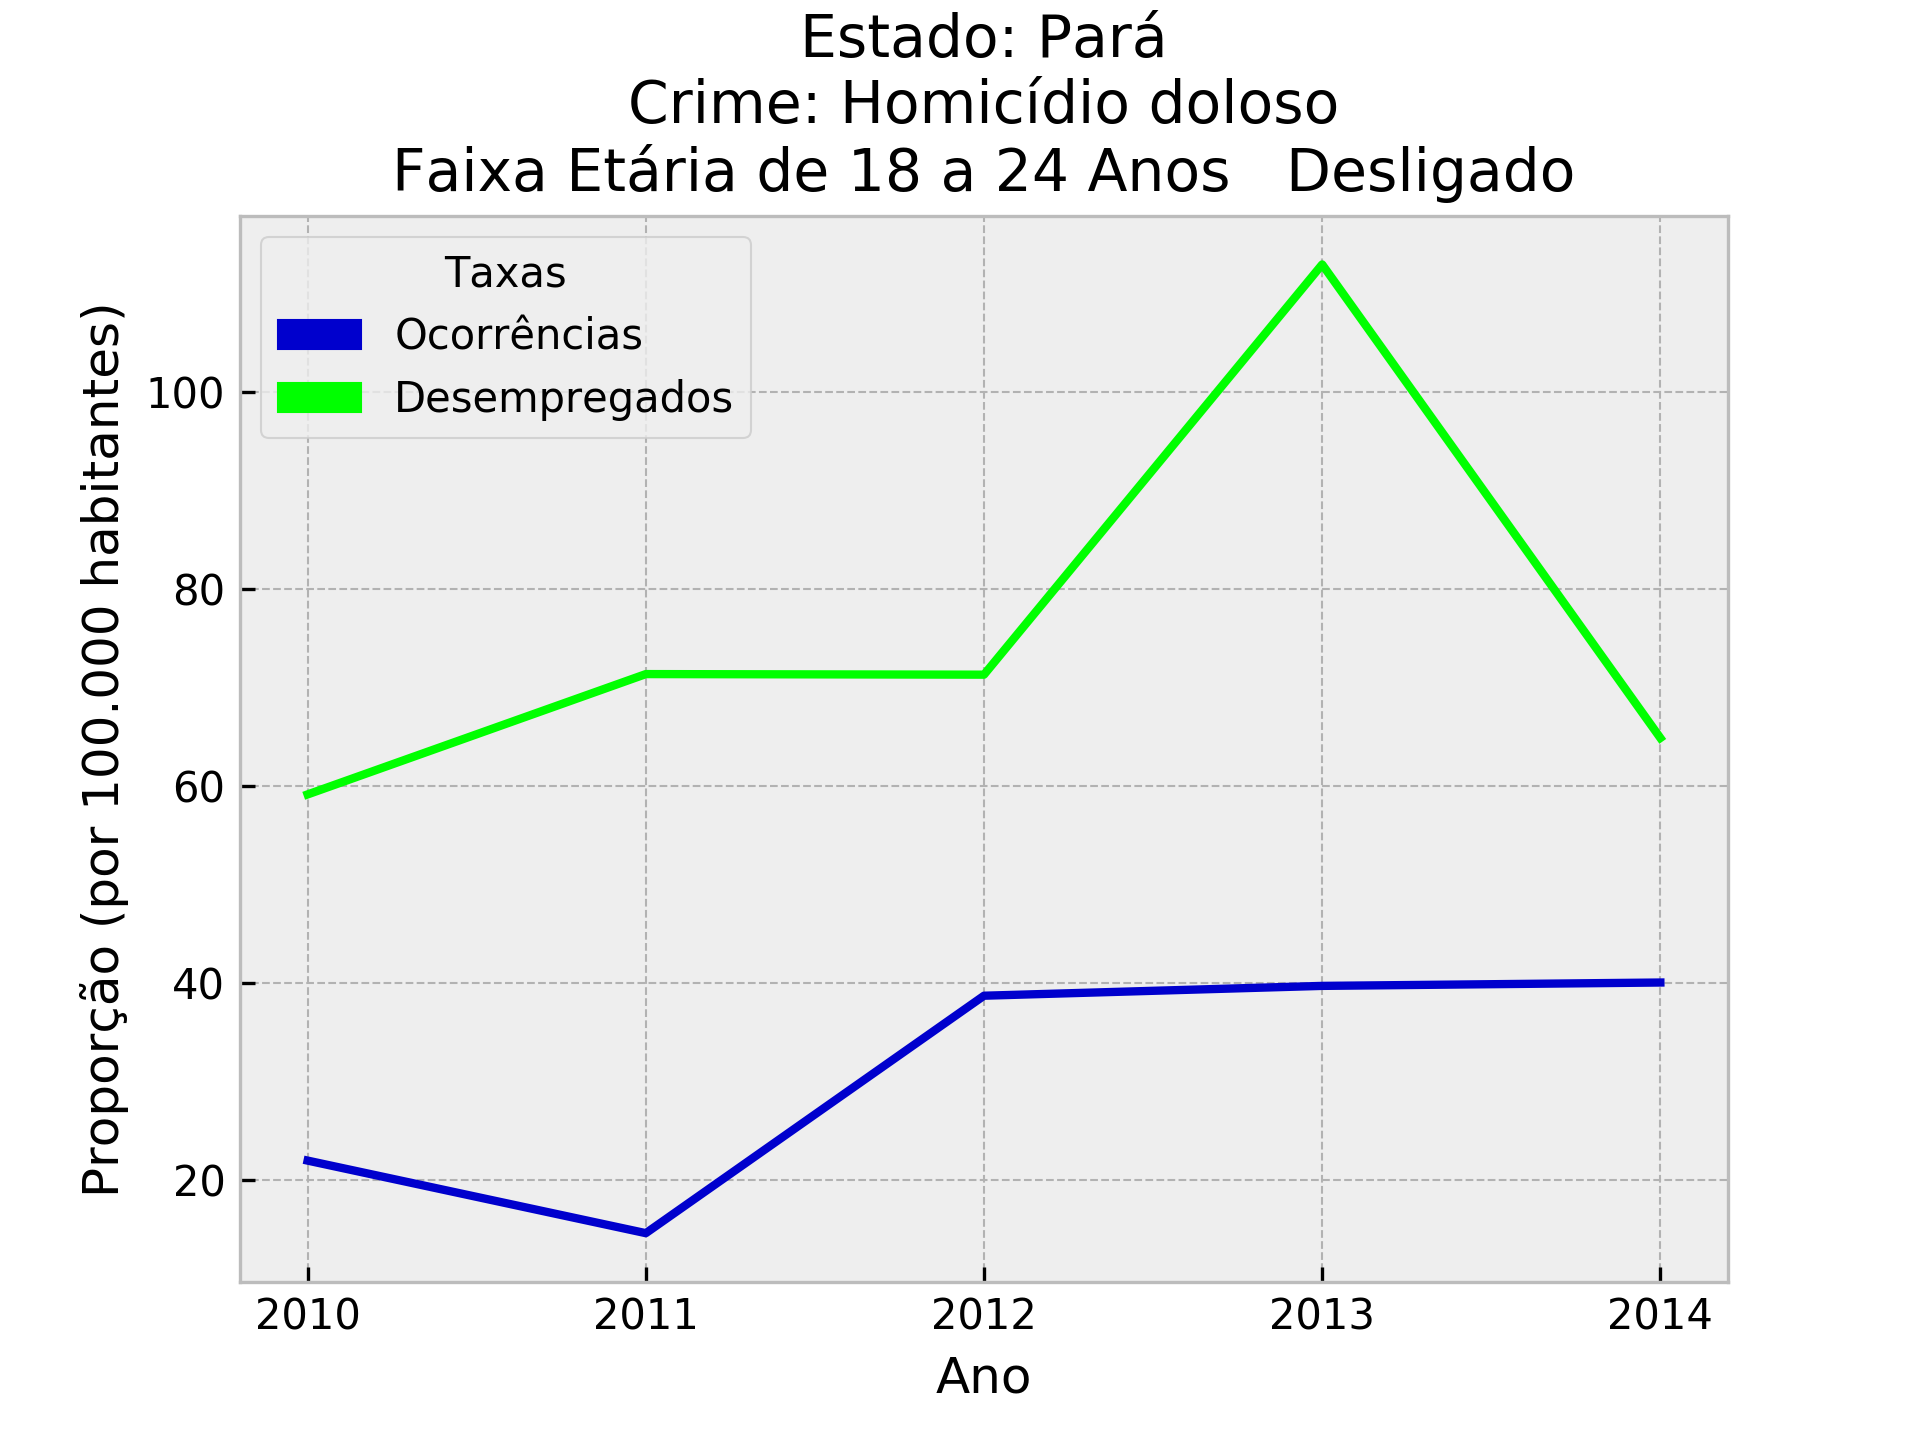 Estado: Pará
Crime: Homicídio doloso
Faixa Etária de 18 a 24 Anos   Desligado
Taxas
Ocorrências
Desempregados
Proporção (por 100.000 habitantes)
100
80
60
40
20
2010 2011 2012 2013 2014
Ano